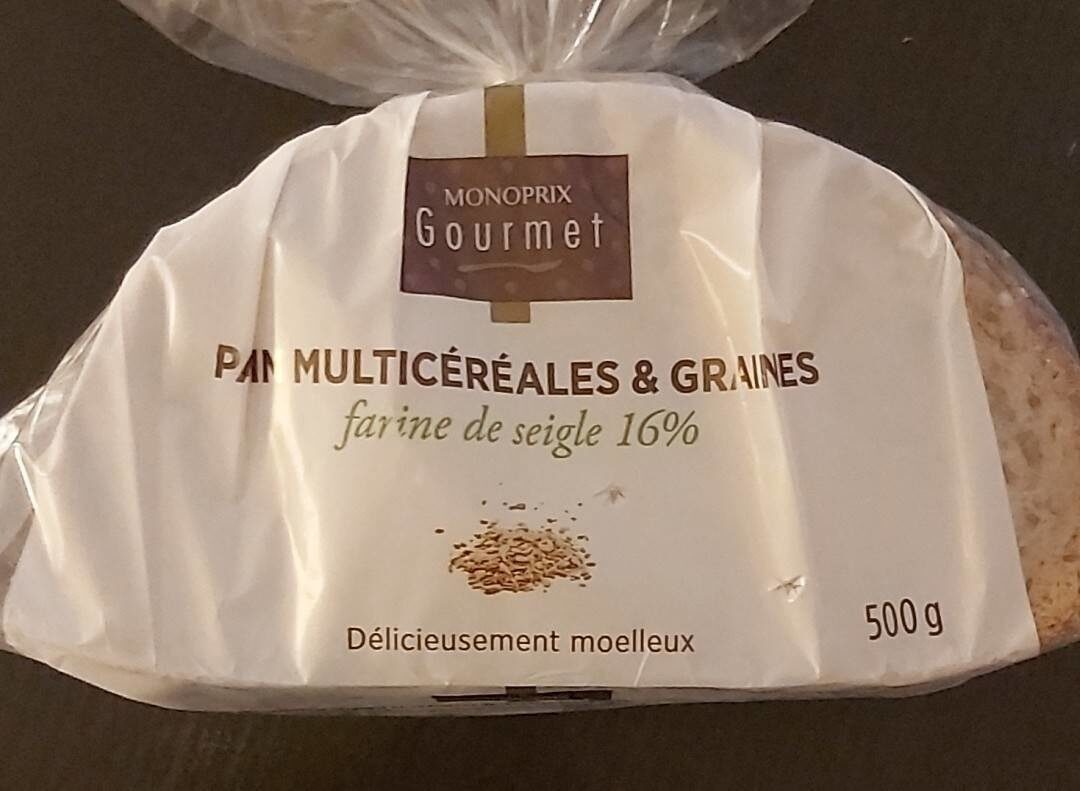 MONOPRIX
Gourmet
PAIN MULTICÉRÉALES & GRAINES
farine de seigle 16%
Délicieusement moelleux
500 g